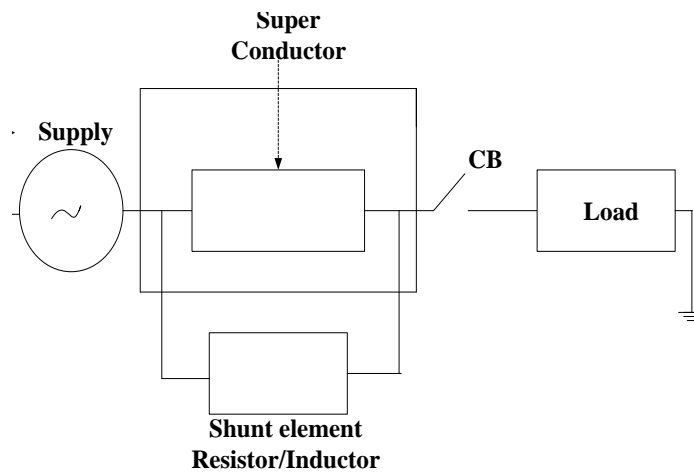 Super
Conductor
Supply
CB
Load
Shunt element
Resistor/Inductor